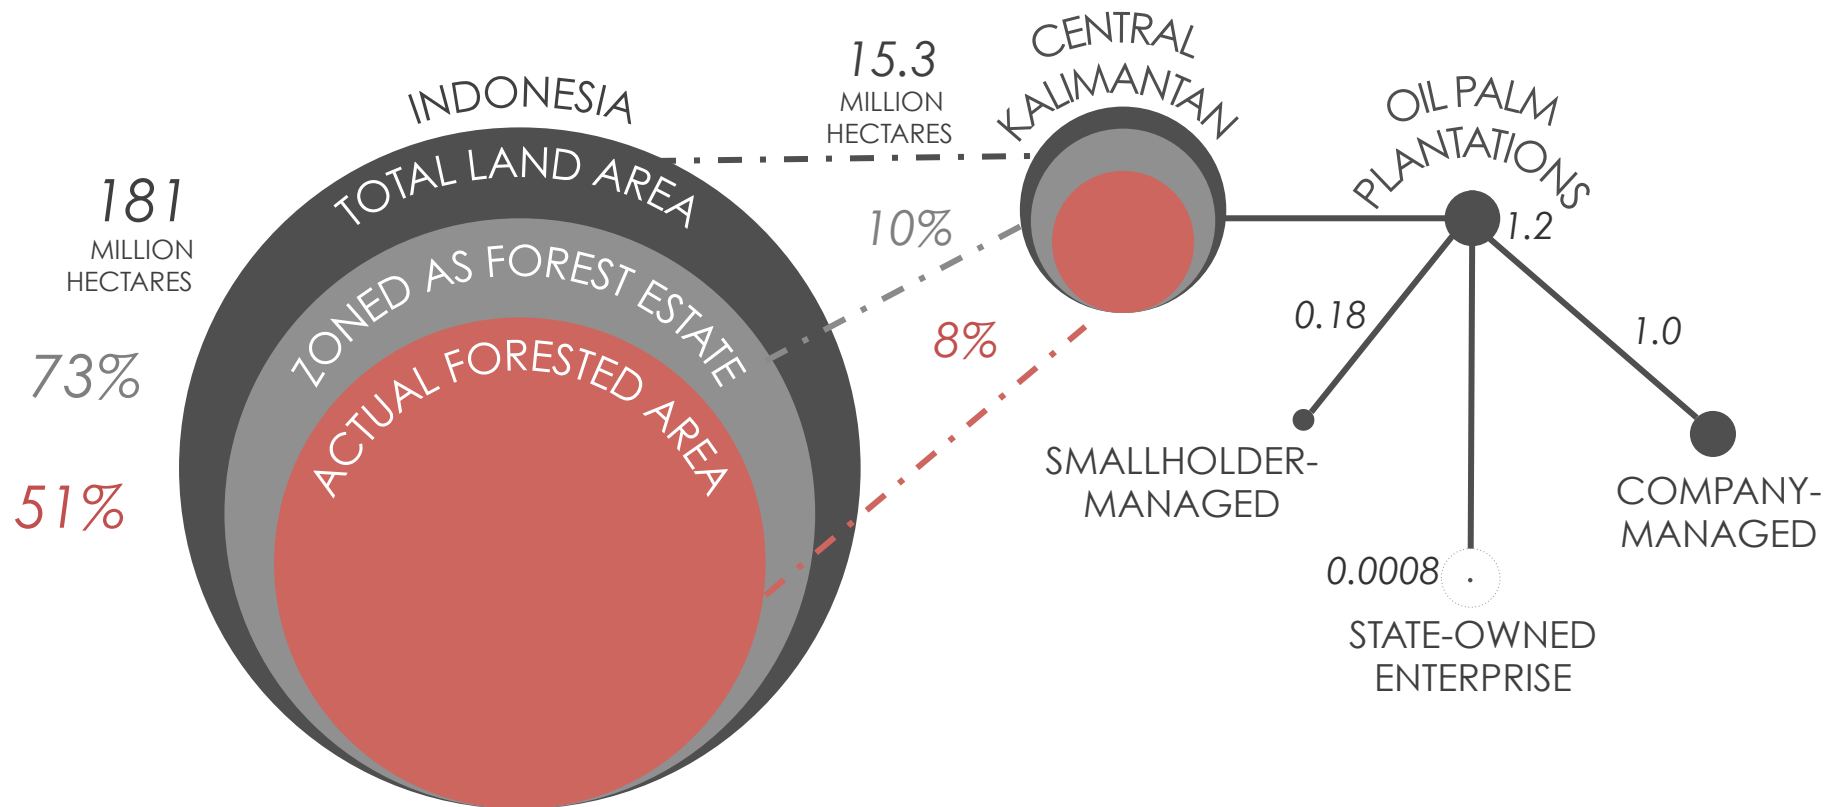 INDONESIA
181
MILLION
HECTARES
73%
51%
TOTAL LAND AREA
ZONED AS FOREST ESTATE
ACTUAL FORESTED AREA
15.3
MILLION
HECTARES
10%
8%
CENTRAL
KALIMANTAN
OIL PALM
PLANTATIONS
1.2
0.18
1.0
SMALLHOLDER-
MANAGED
COMPANY-
MANAGED
0.0008
STATE-OWNED
ENTERPRISE